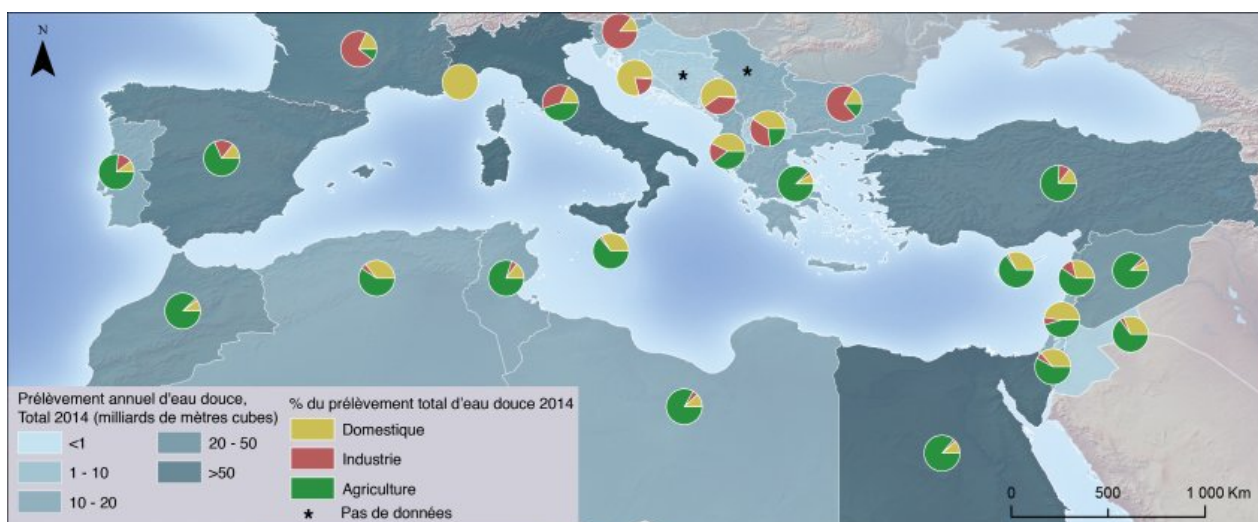 N
*
*
Prélèvement annuel d'eau douce,
Total 2014 (milliards de mètres cubes)
<1
1 - 10
10 - 20
20 - 50
>50
% du prélèvement total d'eau douce 2014
Domestique
Industrie
Agriculture
* Pas de données
0 500 1 000 Km